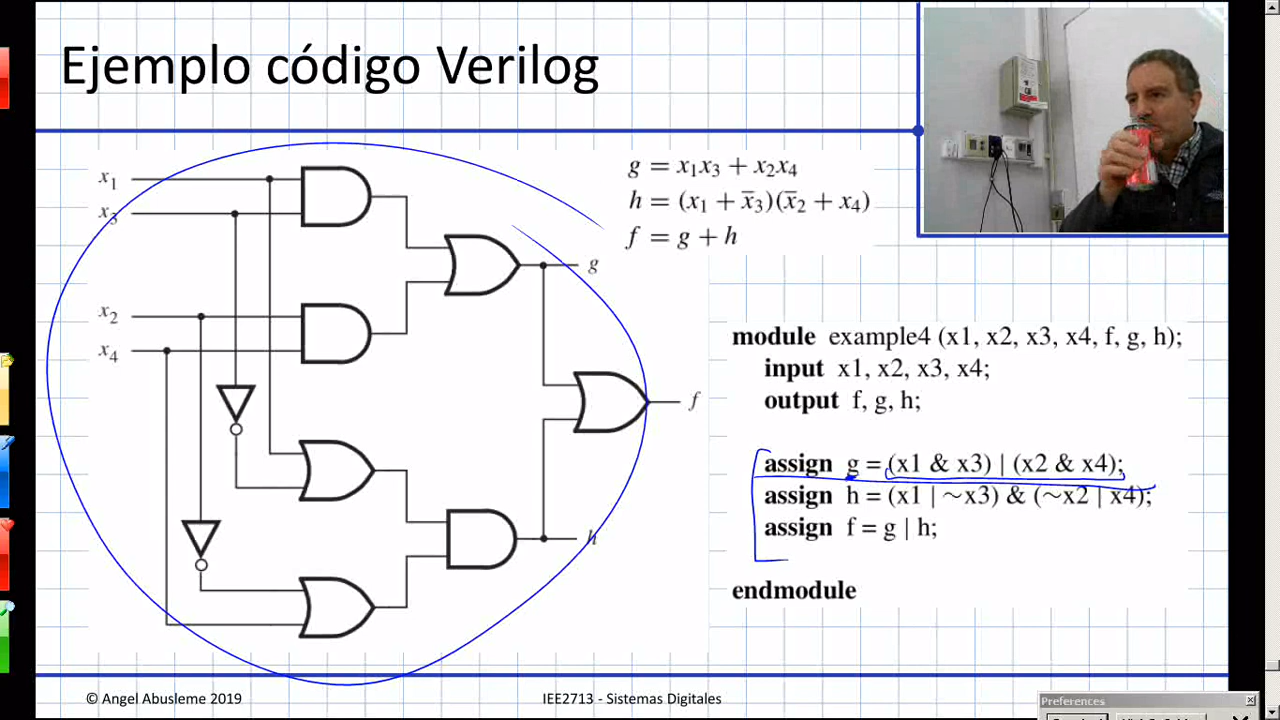 Ejemplo código Verilog
x₁
x₃
x₂
x₄
g
f
h
g = x₁x₃ + x₂x₄
h = (x₁ + x̄₃)(x̄₂ + x₄)
f = g + h
module example4 (x1, x2, x3, x4, f, g, h);
input x1, x2, x3, x4;
output f, g, h;
assign g = (x1 & x3) | (x2 & x4);
assign h = (x1 | ~x3) & (~x2 | x4);
assign f = g | h;
endmodule
© Angel Abusleme 2019
IEE2713 - Sistemas Digitales
Preferences